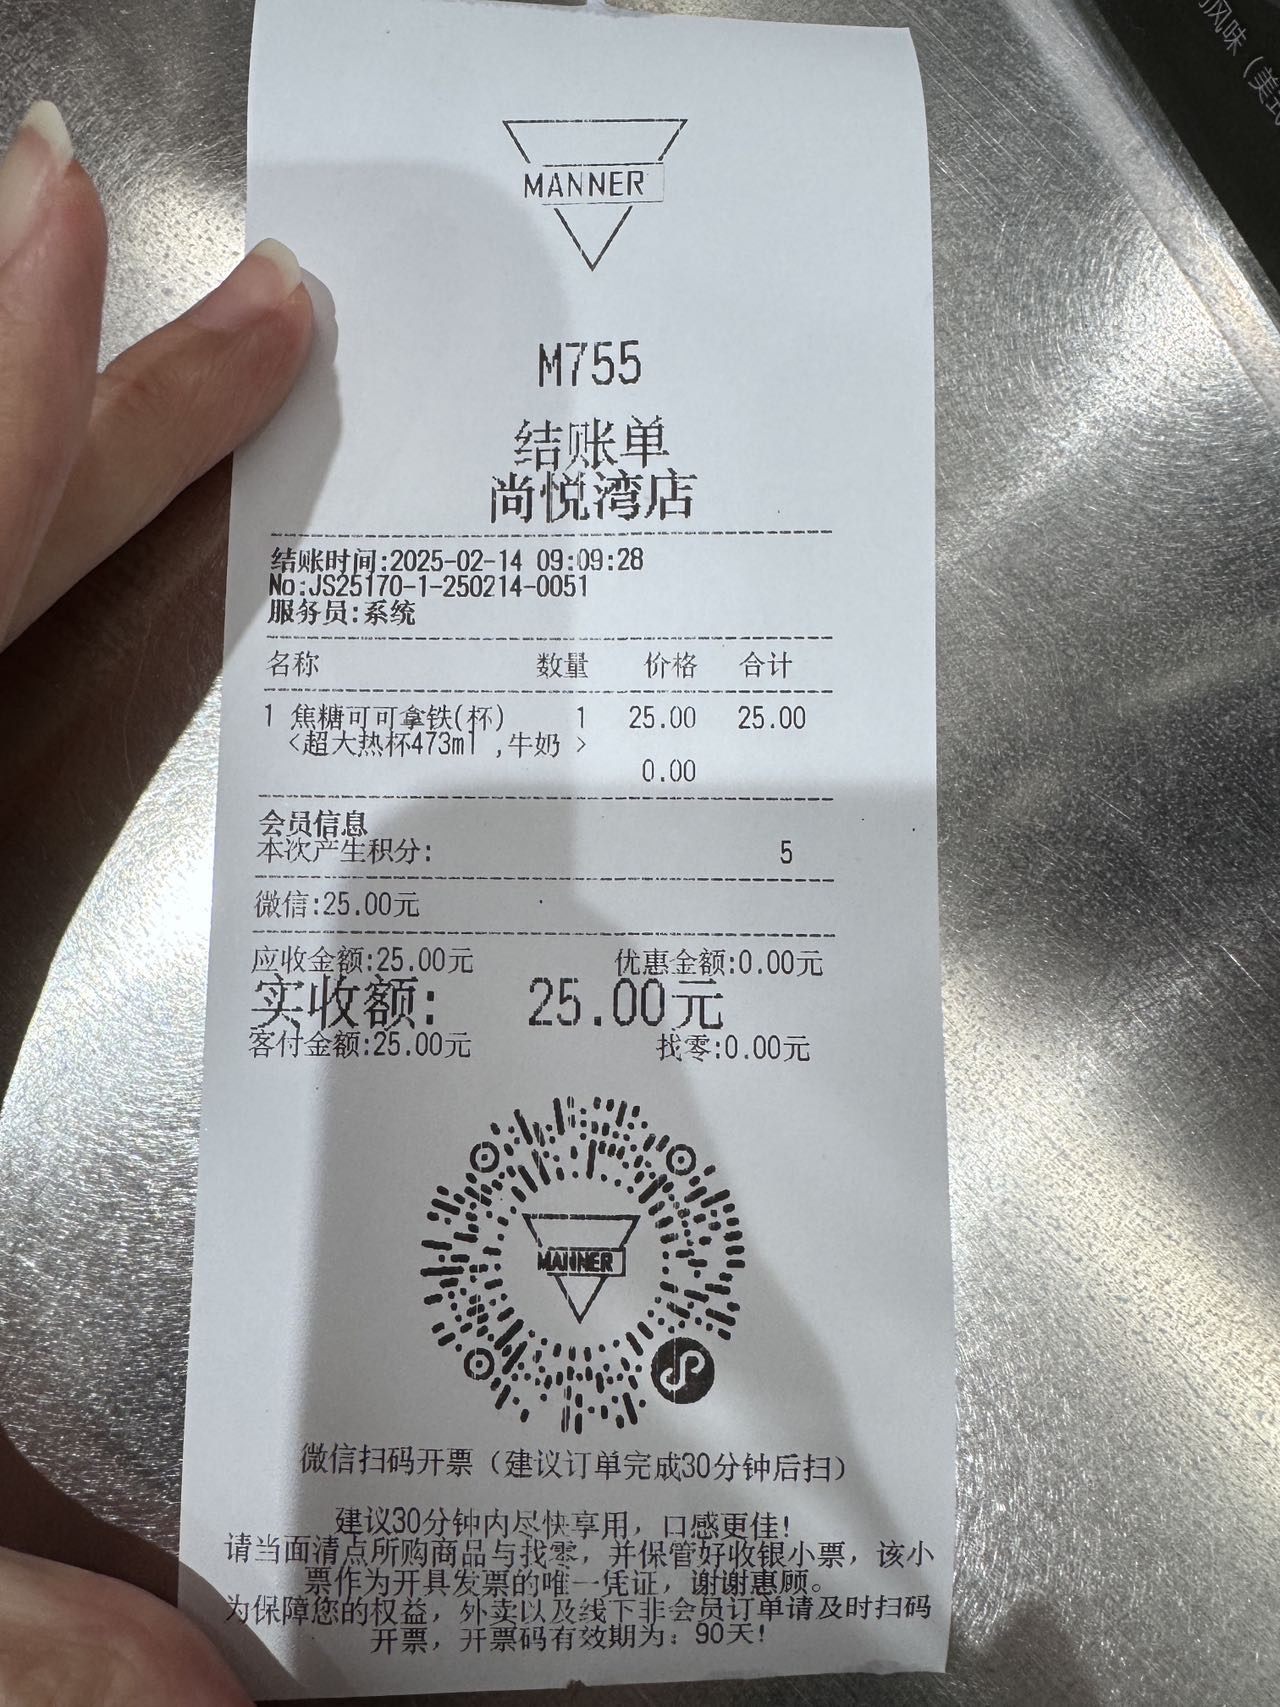 风味（美式
MANNER
M755
结账单
尚悦湾店
结账时间:2025-02-14 09:09:28
No:JS25170-1-250214-0051
服务员:系统
名称 数量 价格 合计
1 焦糖可可拿铁(杯) 1 25.00 25.00
<超大热杯473ml ,牛奶 >
0.00
会员信息
本次产生积分: 5
微信:25.00元
应收金额:25.00元 优惠金额:0.00元
实收额: 25.00元
客付金额:25.00元 找零:0.00元
MANNER
微信扫码开票（建议订单完成30分钟后扫）
建议30分钟内尽快享用，口感更佳！
请当面清点所购商品与找零，并保管好收银小票，该小
票作为开具发票的唯一凭证，谢谢惠顾。
为保障您的权益，外卖以及线下非会员订单请及时扫码
开票，开票码有效期为：90天！